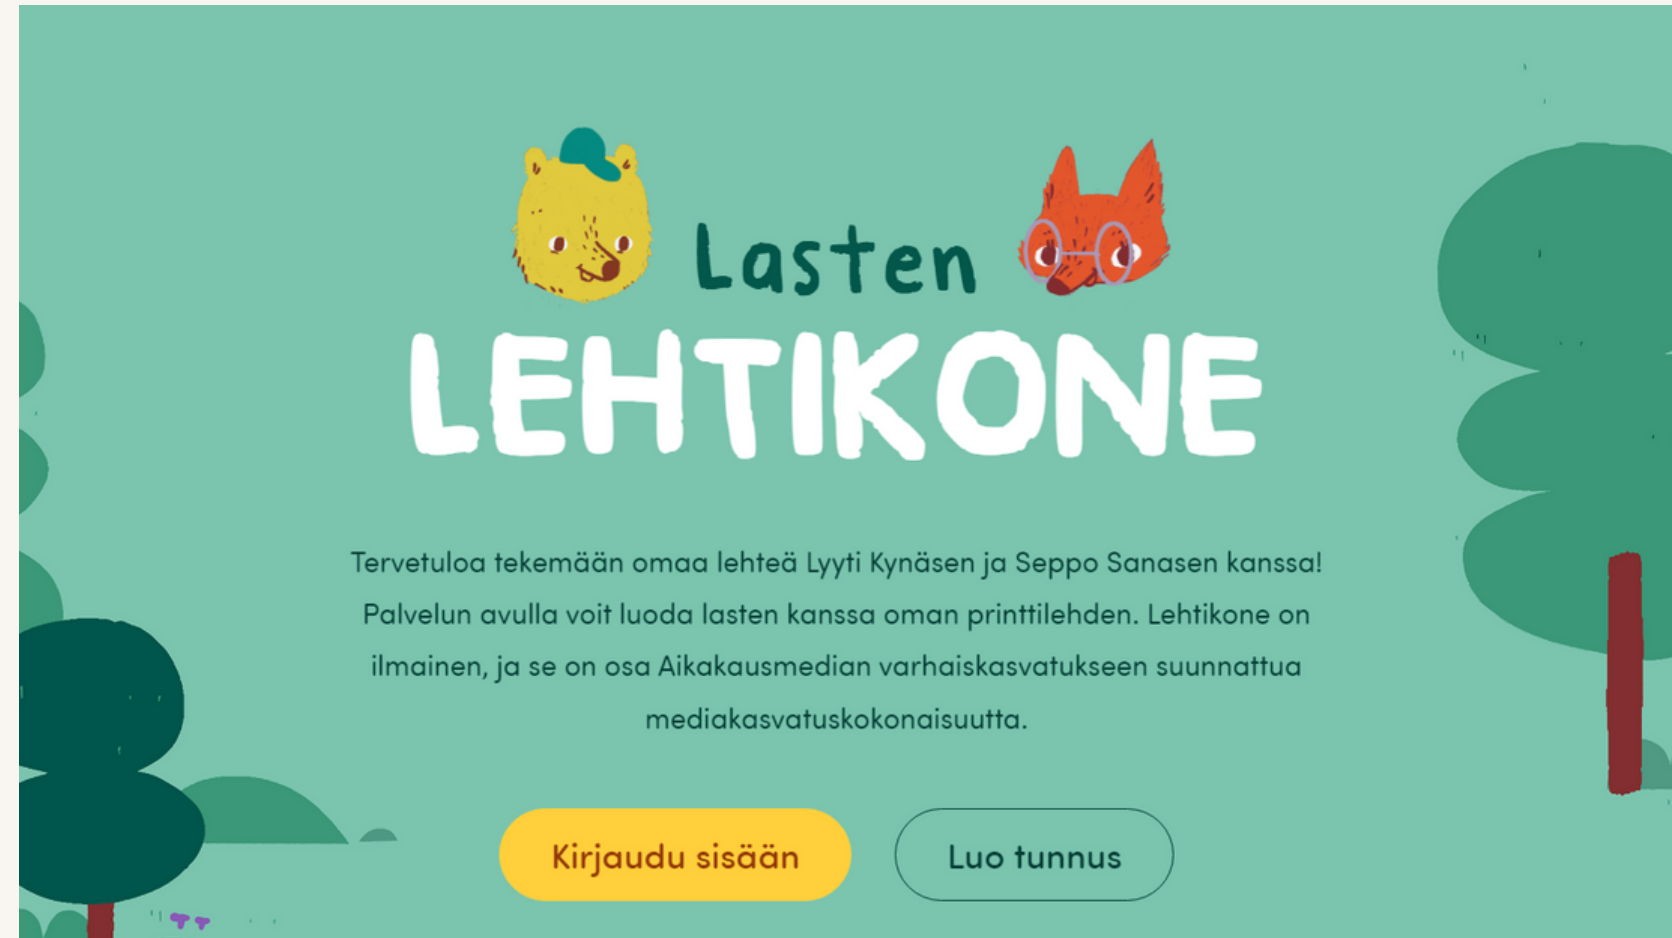 Lasten
LEHTIKONE
Tervetuloa tekemään omaa lehteä Lyyti Kynäsen ja Seppo Sanasen kanssa!
Palvelun avulla voit luoda lasten kanssa oman printtilehden. Lehtikone on
ilmainen, ja se on osa Aikakausmedian varhaiskasvatukseen suunnattua
mediakasvatuskokonaisuutta.
Kirjaudu sisään
Luo tunnus